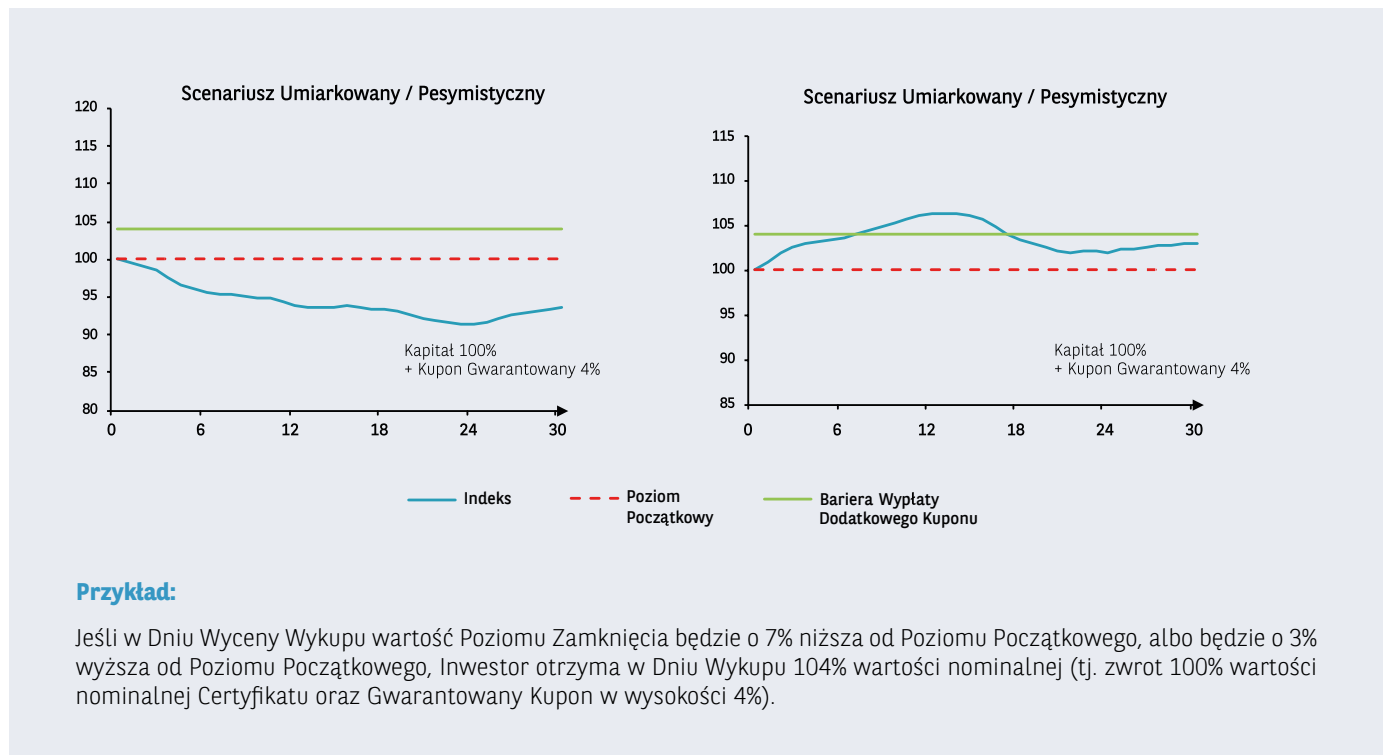 Scenariusz Umiarkowany / Pesymistyczny
120
115
110
105
100
95
90
85
80
0 6 12 18 24 30
Kapitał 100%
+ Kupon Gwarantowany 4%
Scenariusz Umiarkowany / Pesymistyczny
115
110
105
100
95
90
85
0 6 12 18 24 30
Kapitał 100%
+ Kupon Gwarantowany 4%
Indeks
Poziom
Początkowy
Bariera Wypłaty
Dodatkowego Kuponu
Przykład:
Jeśli w Dniu Wyceny Wykupu wartość Poziomu Zamknięcia będzie o 7% niższa od Poziomu Początkowego, albo będzie o 3%
wyższa od Poziomu Początkowego, Inwestor otrzyma w Dniu Wykupu 104% wartości nominalnej (tj. zwrot 100% wartości
nominalnej Certyfikatu oraz Gwarantowany Kupon w wysokości 4%).